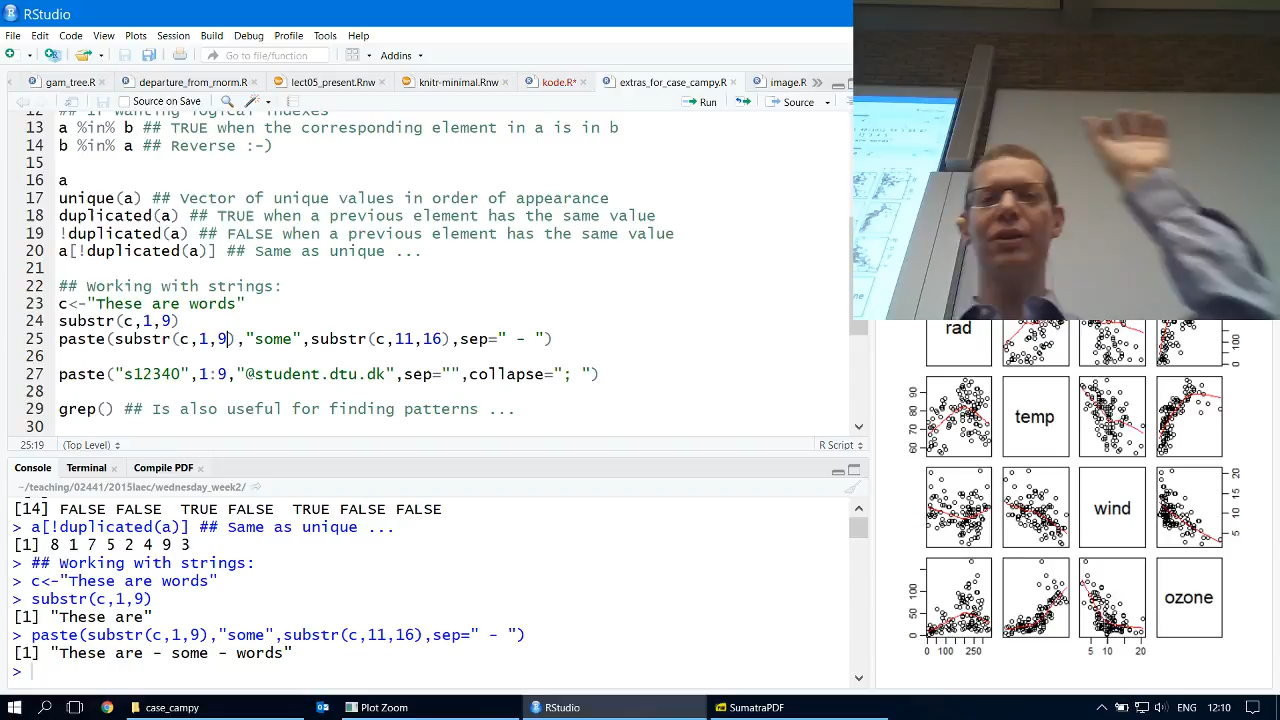 RStudio
File Edit Code View Plots Session Build Debug Profile Tools Help
Go to file/function Addins
gam_tree.R departure_from_rnorm.R lect05_present.Rnw knitr-minimal.Rnw kode.R* extras_for_case_campy.R image.R
Source on Save Run Source
13 a %in% b ## TRUE when the corresponding element in a is in b
14 b %in% a ## Reverse :-)
15
16 a
17 unique(a) ## Vector of unique values in order of appearance
18 duplicated(a) ## TRUE when a previous element has the same value
19 !duplicated(a) ## FALSE when a previous element has the same value
20 a[!duplicated(a)] ## Same as unique ...
21
22 ## Working with strings:
23 c<-"These are words"
24 substr(c,1,9)
25 paste(substr(c,1,9),"some",substr(c,11,16),sep=" - ")
26
27 paste("s12340",1:9,"@student.dtu.dk",sep="",collapse="; ")
28
29 grep() ## Is also useful for finding patterns ...
30
25:19 (Top Level) R Script
Console Terminal Compile PDF
~/teaching/02441/2015later/wednesday_week2/
[14] FALSE FALSE TRUE FALSE TRUE FALSE FALSE
> a[!duplicated(a)] ## Same as unique ...
[1] 8 1 7 5 2 4 9 3
> ## Working with strings:
> c<-"These are words"
> substr(c,1,9)
[1] "These are"
> paste(substr(c,1,9),"some",substr(c,11,16),sep=" - ")
[1] "These are - some - words"
>
rad
0 100
60 70 80 90
temp
wind
5 10 15 20
0 50 100
ozone
0 100 250
5 10 15 20
case_campy Plot Zoom RStudio SumatraPDF ENG 12:10